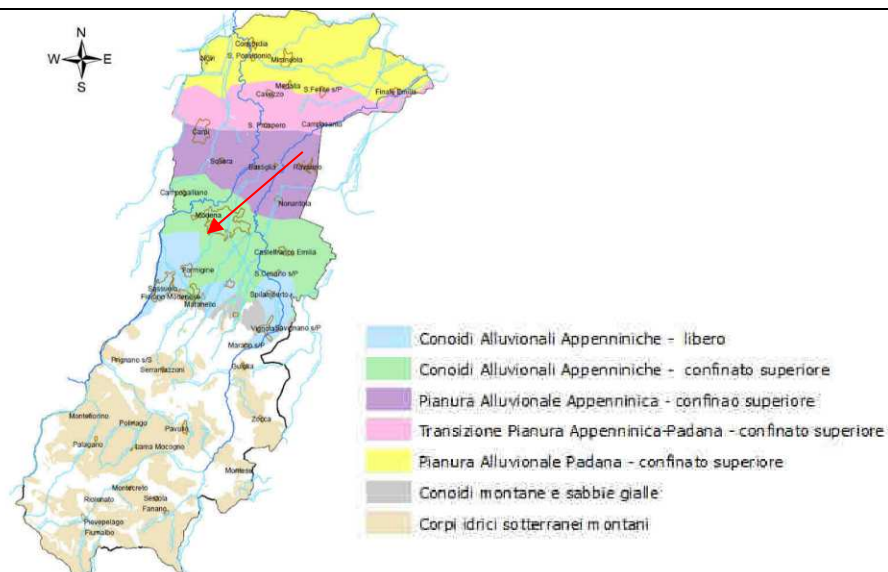 N
W E
S
Concordia
S. Possidonio
Mirandola
Novi
Medolla
Cavezzo
S.Felice s/P
Finale Emilia
S. Prospero
Camposanto
Carpi
Soliera
Bastiglia
Ravarino
Campogalliano
Nonantola
Modena
Castelfranco Emilia
Formigine
S.Cesario s/P
Sassuolo
Spilamberto
Fiorano Modenese
Maranello
Vignola
Savignano s/P
Marano s/P
Prignano s/S
Serramazzoni
Guiglia
Montefiorino
Polinago
Pavullo
Zocca
Palagano
Lama Mocogno
Montese
Montecreto
Riolunato
Sestola
Fanano
Pievepelago
Fiumalbo
Conoidi Alluvionali Appenniniche - libero
Conoidi Alluvionali Appenniniche - confinato superiore
Pianura Alluvionale Appenninica - confinao superiore
Transizione Pianura Appenninica-Padana - confinato superiore
Pianura Alluvionale Padana - confinato superiore
Conoidi montane e sabbie gialle
Corpi idrici sotterranei montani